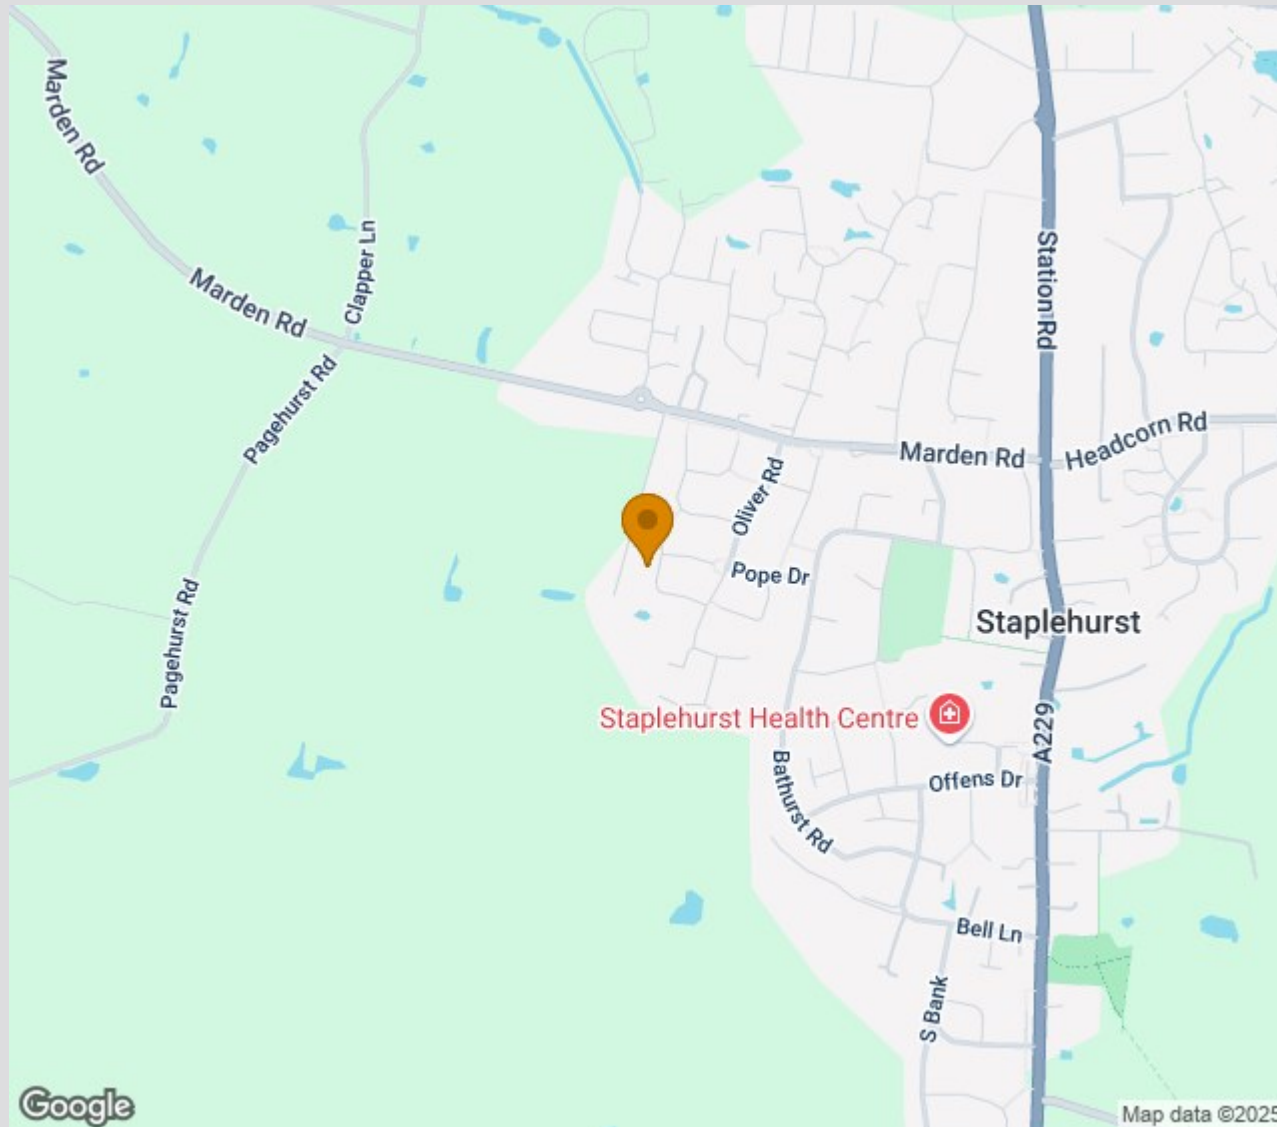 Marden Rd
Clapper Ln
Marden Rd
Station Rd
Pagehurst Rd
Marden Rd
Headcorn Rd
Oliver Rd
Pope Dr
Pagehurst Rd
Staplehurst
Staplehurst Health Centre
A229
Bathurst Rd
Offens Dr
Bell Ln
S Bank
Google
Map data ©2025